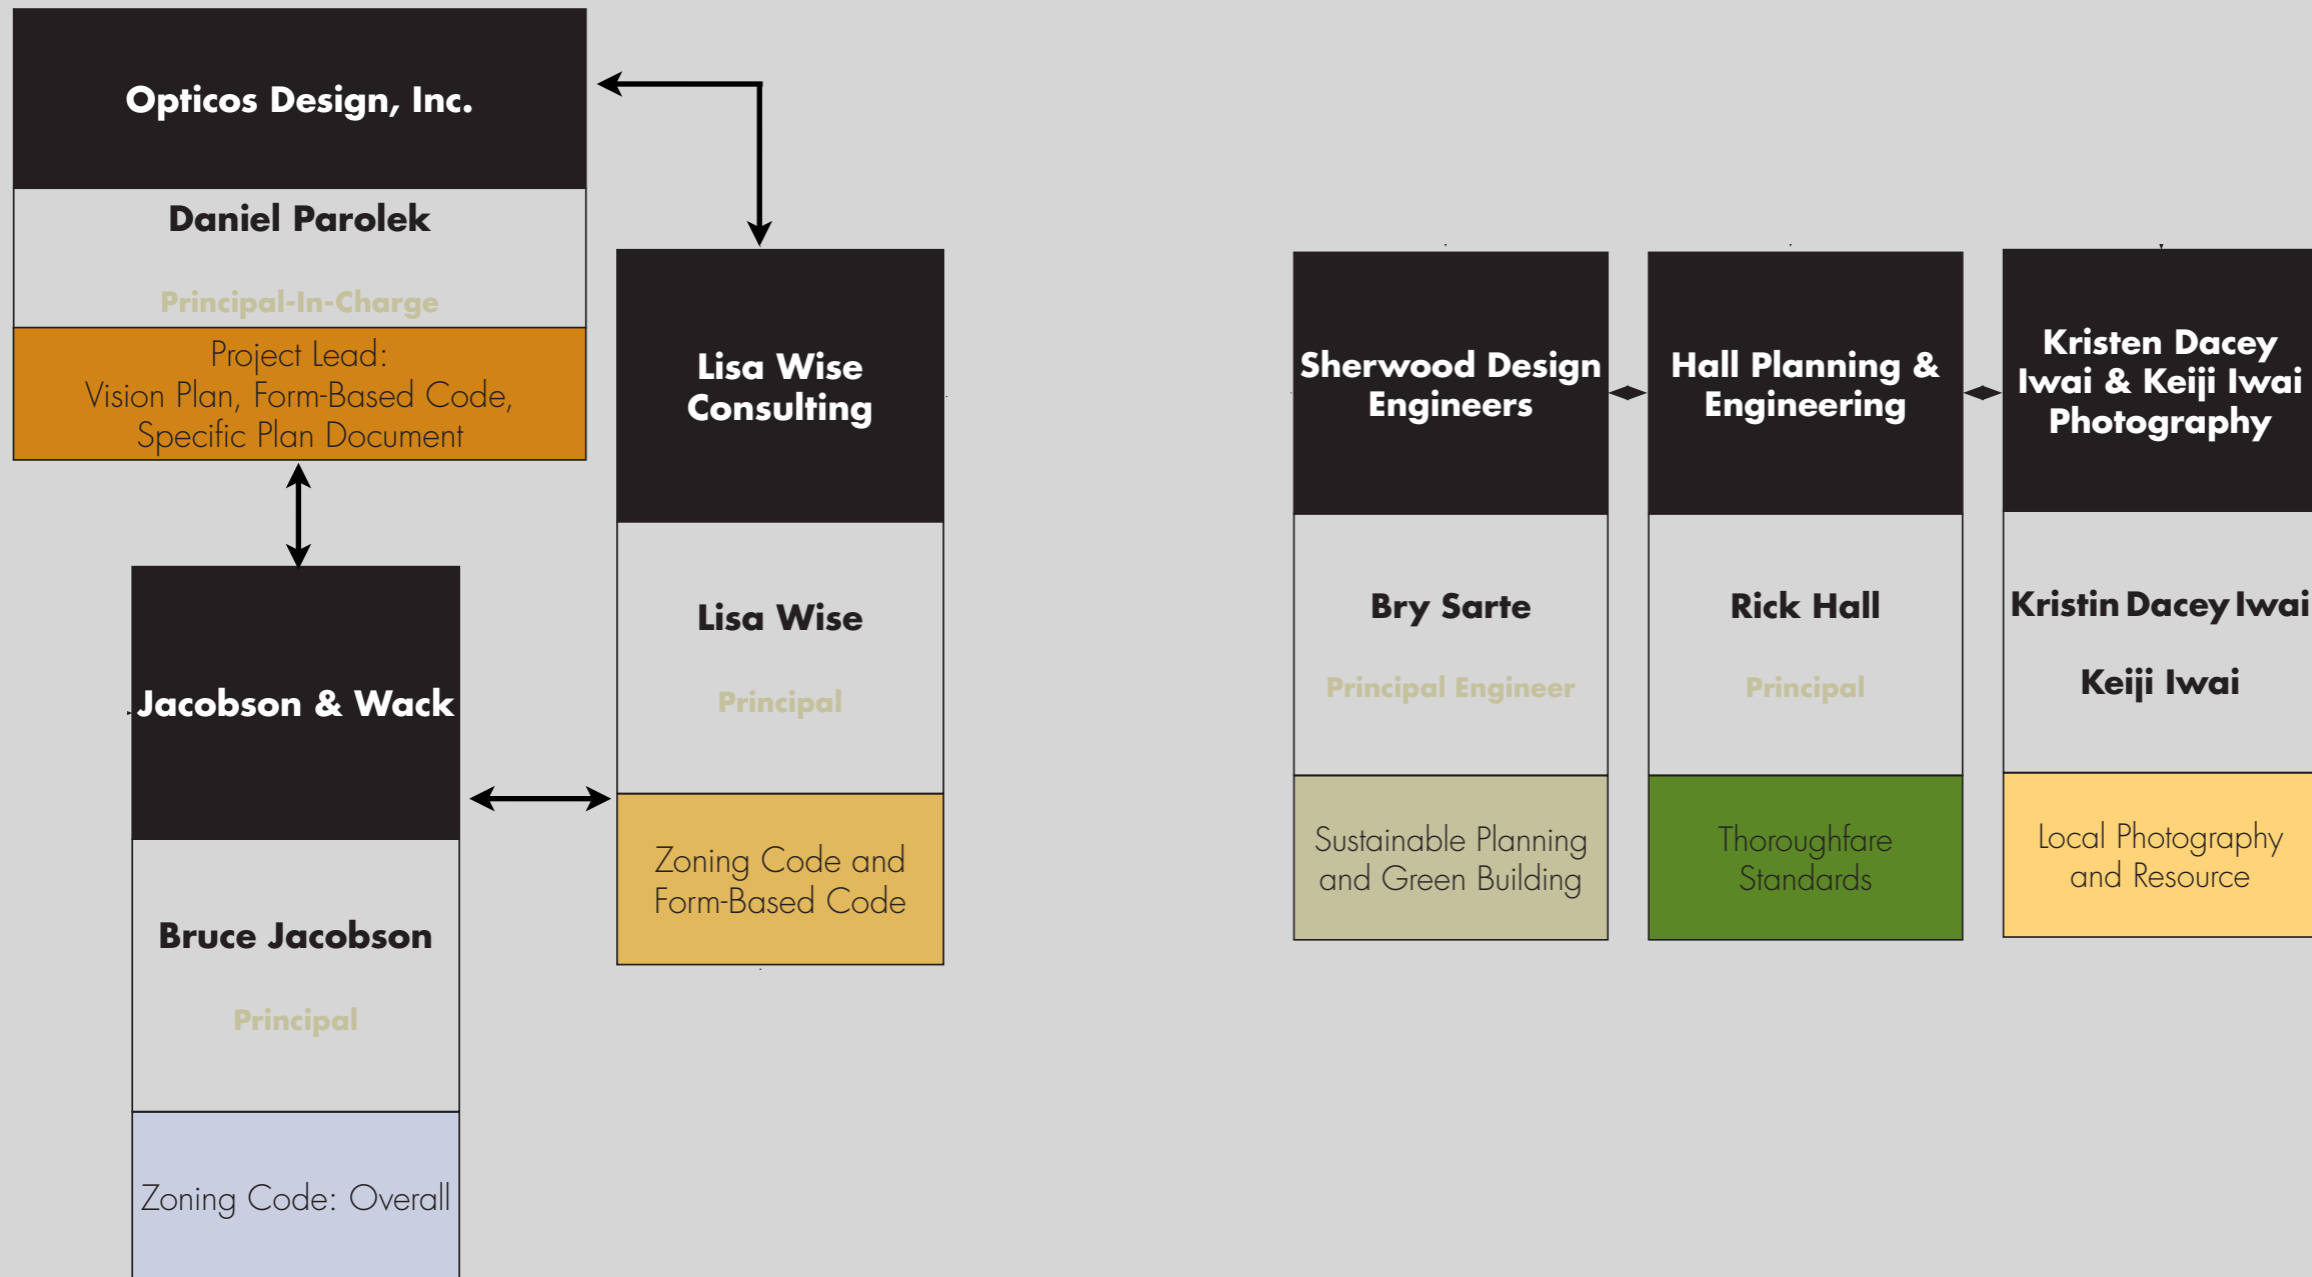 Opticos Design, Inc.
Daniel Parolek
Principal-In-Charge
Project Lead:
Vision Plan, Form-Based Code,
Specific Plan Document
Lisa Wise
Consulting
Lisa Wise
Principal
Zoning Code and
Form-Based Code
Jacobson & Wack
Bruce Jacobson
Principal
Zoning Code: Overall
Sherwood Design
Engineers
Bry Sarte
Principal Engineer
Sustainable Planning
and Green Building
Hall Planning &
Engineering
Rick Hall
Principal
Thoroughfare
Standards
Kristen Dacey
Iwai & Keiji Iwai
Photography
Kristin Dacey Iwai
Keiji Iwai
Local Photography
and Resource